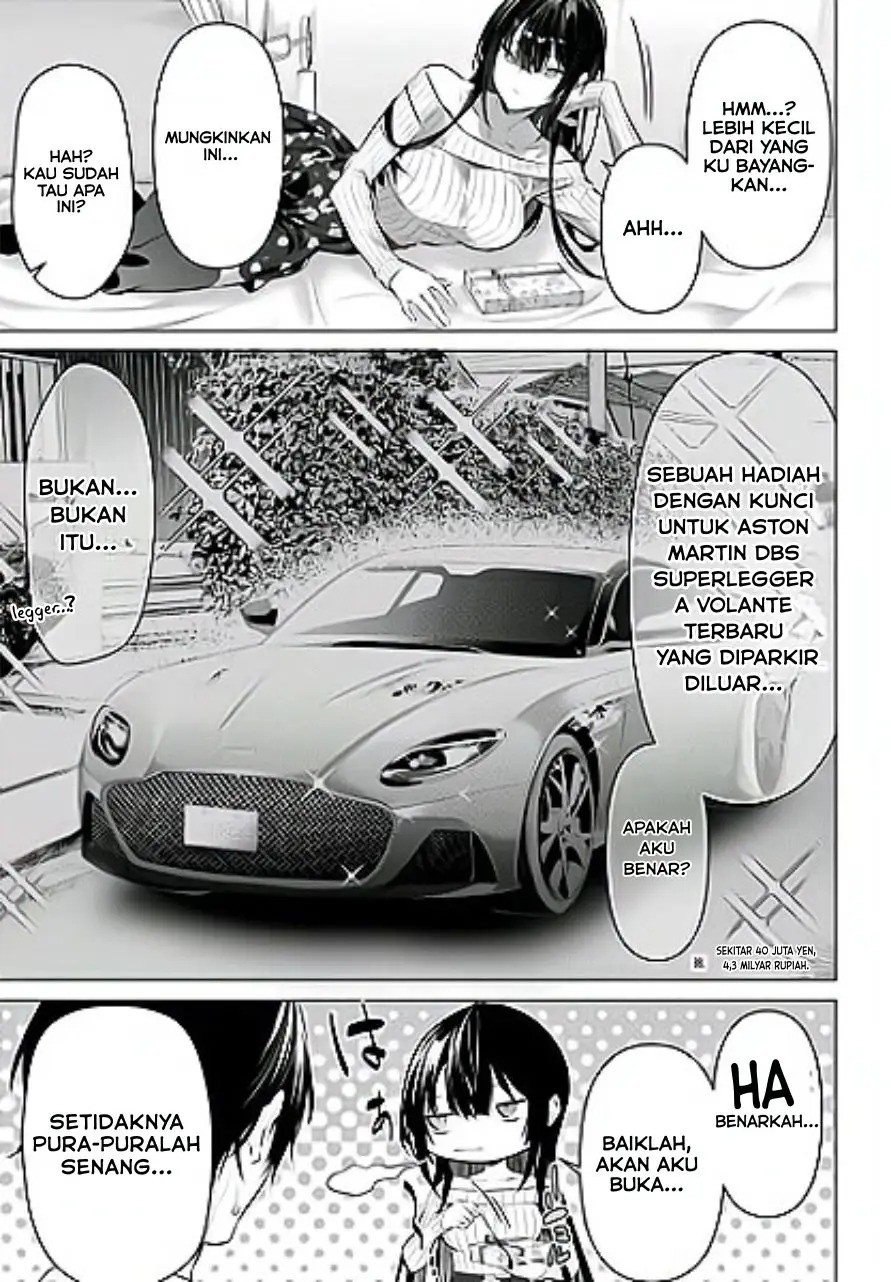 HMM...?
LEBIH KECIL
DARI YANG
KU BAYANG-
KAN...
AHH...
MUNGKINKAN
INI...
HAH?
KAU SUDAH
TAU APA
INI?
SEBUAH HADIAH
DENGAN KUNCI
UNTUK ASTON
MARTIN DBS
SUPERLEGGER
A VOLANTE
TERBARU
YANG DIPARKIR
DILUAR...
APAKAH
AKU
BENAR?
SEKITAR 40 JUTA YEN,
4,3 MILYAR RUPIAH.
BUKAN...
BUKAN
ITU...
legger..?
HA
BENARKAH...
BAIKLAH,
AKAN AKU
BUKA...
はぁ
SETIDAKNYA
PURA-PURALAH
SENANG...